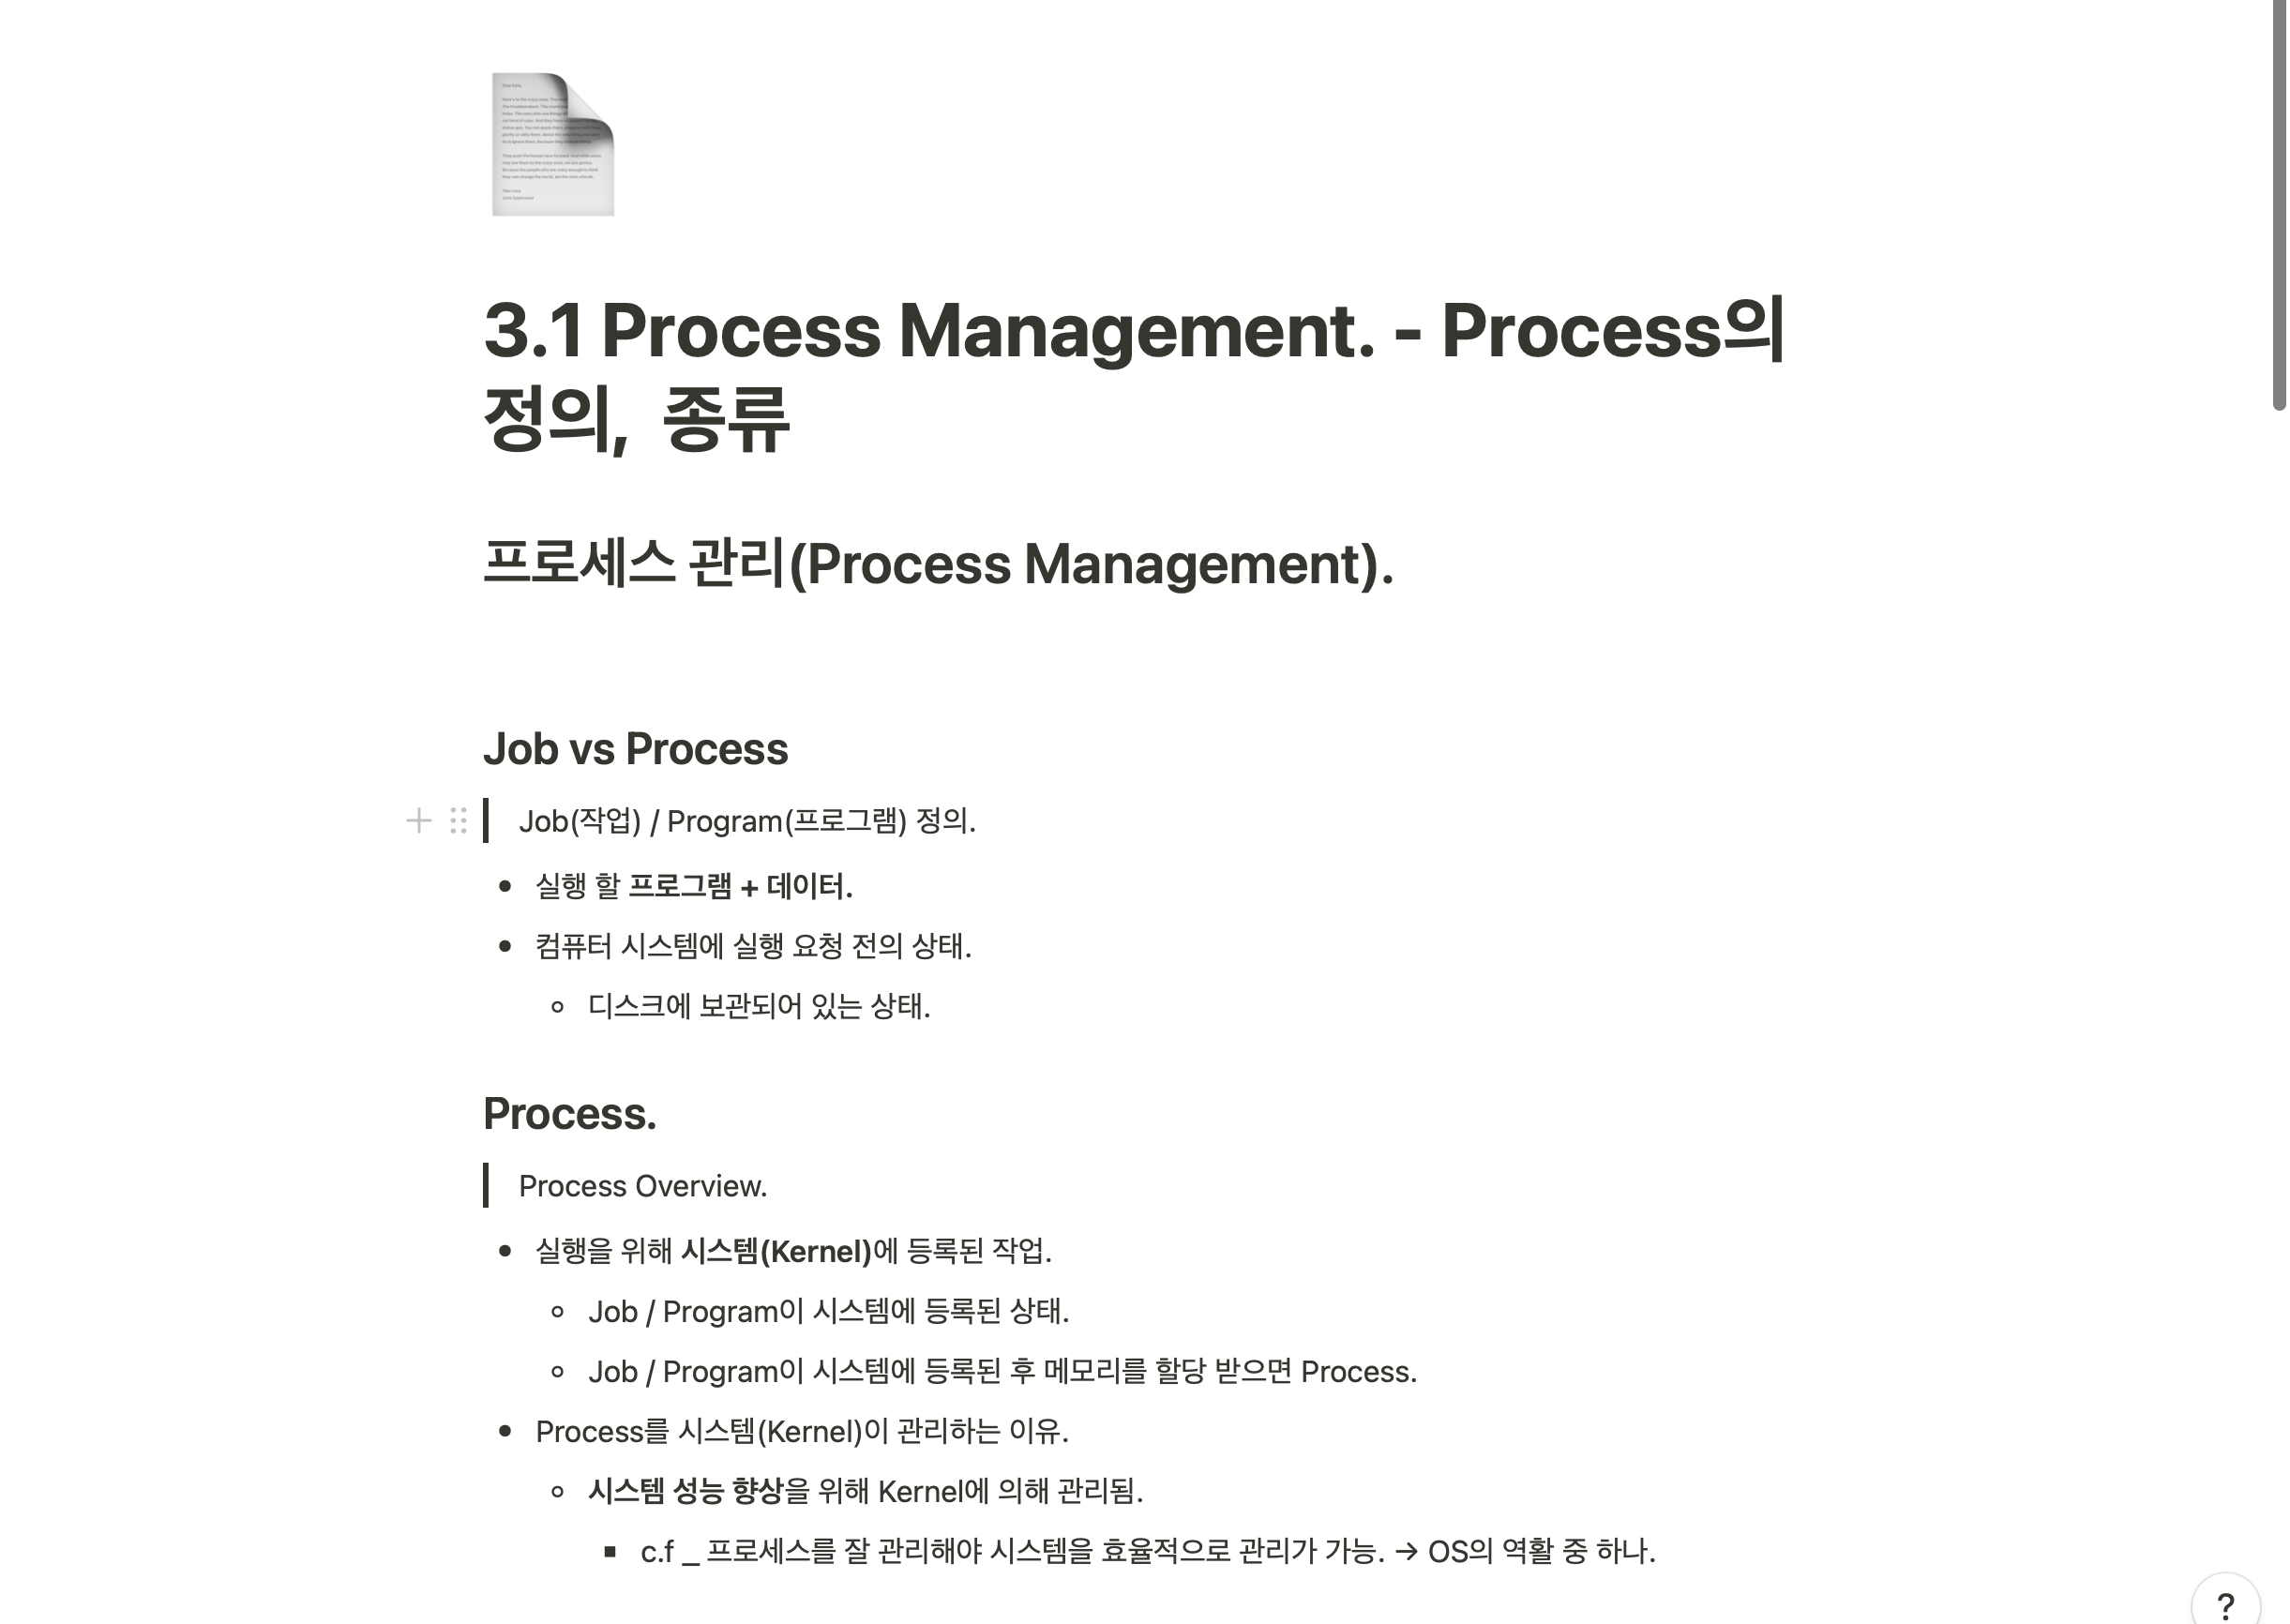 3.1 Process Management. - Process의
정의, 종류
프로세스 관리(Process Management).
Job vs Process
Job(작업) / Program(프로그램) 정의.
실행 할 프로그램 + 데이터.
컴퓨터 시스템에 실행 요청 전의 상태.
디스크에 보관되어 있는 상태.
Process.
Process Overview.
실행을 위해 시스템(Kernel)에 등록된 작업.
Job / Program이 시스템에 등록된 상태.
Job / Program이 시스템에 등록된 후 메모리를 할당 받으면 Process.
Process를 시스템(Kernel)이 관리하는 이유.
시스템 성능 향상을 위해 Kernel에 의해 관리됨.
c.f _ 프로세스를 잘 관리해야 시스템을 효율적으로 관리가 가능. → OS의 역활 중 하나.
?